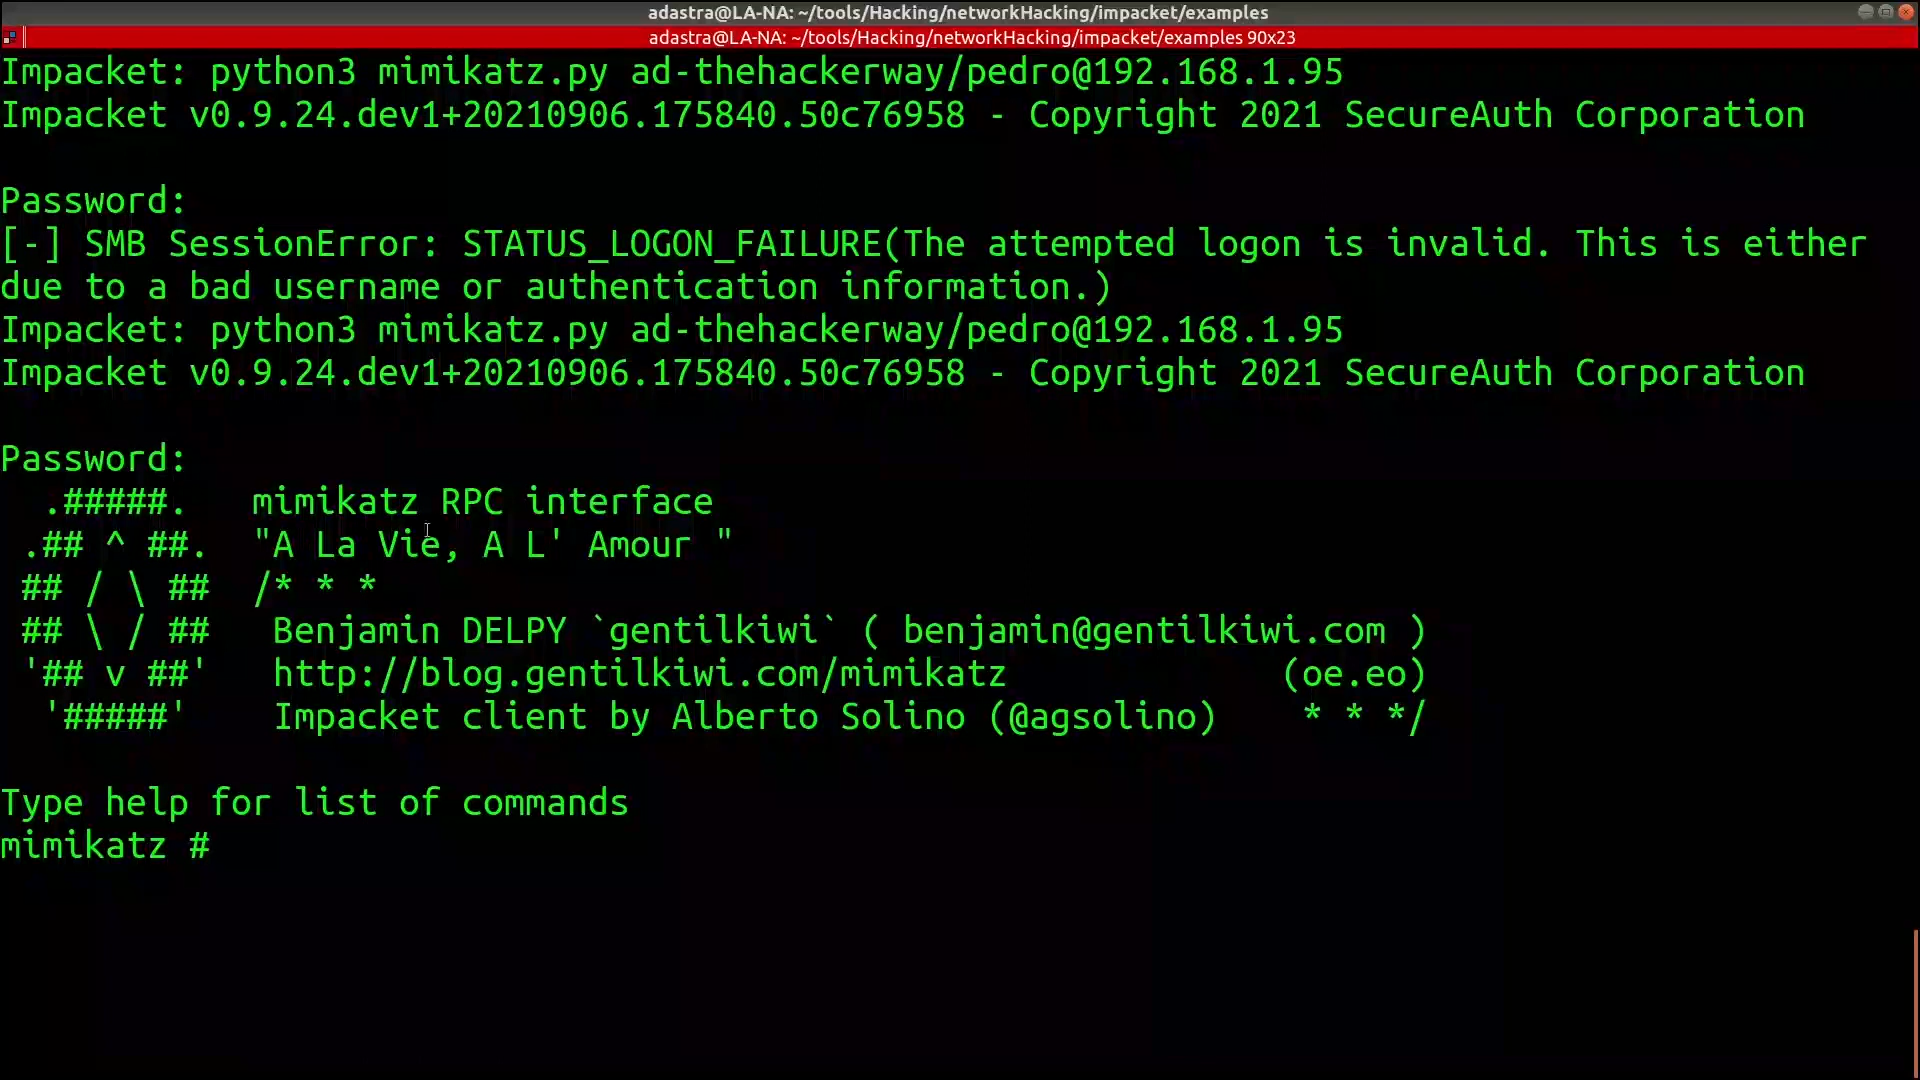 adastra@LA-NA: ~/tools/Hacking/networkHacking/impacket/examples
adastra@LA-NA: ~/tools/Hacking/networkHacking/impacket/examples 90x23
Impacket: python3 mimikatz.py ad-thehackerway/pedro@192.168.1.95
Impacket v0.9.24.dev1+20210906.175840.50c76958 - Copyright 2021 SecureAuth Corporation

Password:
[-] SMB SessionError: STATUS_LOGON_FAILURE(The attempted logon is invalid. This is either
due to a bad username or authentication information.)
Impacket: python3 mimikatz.py ad-thehackerway/pedro@192.168.1.95
Impacket v0.9.24.dev1+20210906.175840.50c76958 - Copyright 2021 SecureAuth Corporation

Password:
  .#####.   mimikatz RPC interface
 .## ^ ##.  "A La Vie, A L' Amour "
 ## / \ ##  /* * *
 ## \ / ##   Benjamin DELPY `gentilkiwi` ( benjamin@gentilkiwi.com )
 '## v ##'   http://blog.gentilkiwi.com/mimikatz             (oe.eo)
  '#####'    Impacket client by Alberto Solino (@agsolino)    * * */

Type help for list of commands
mimikatz #